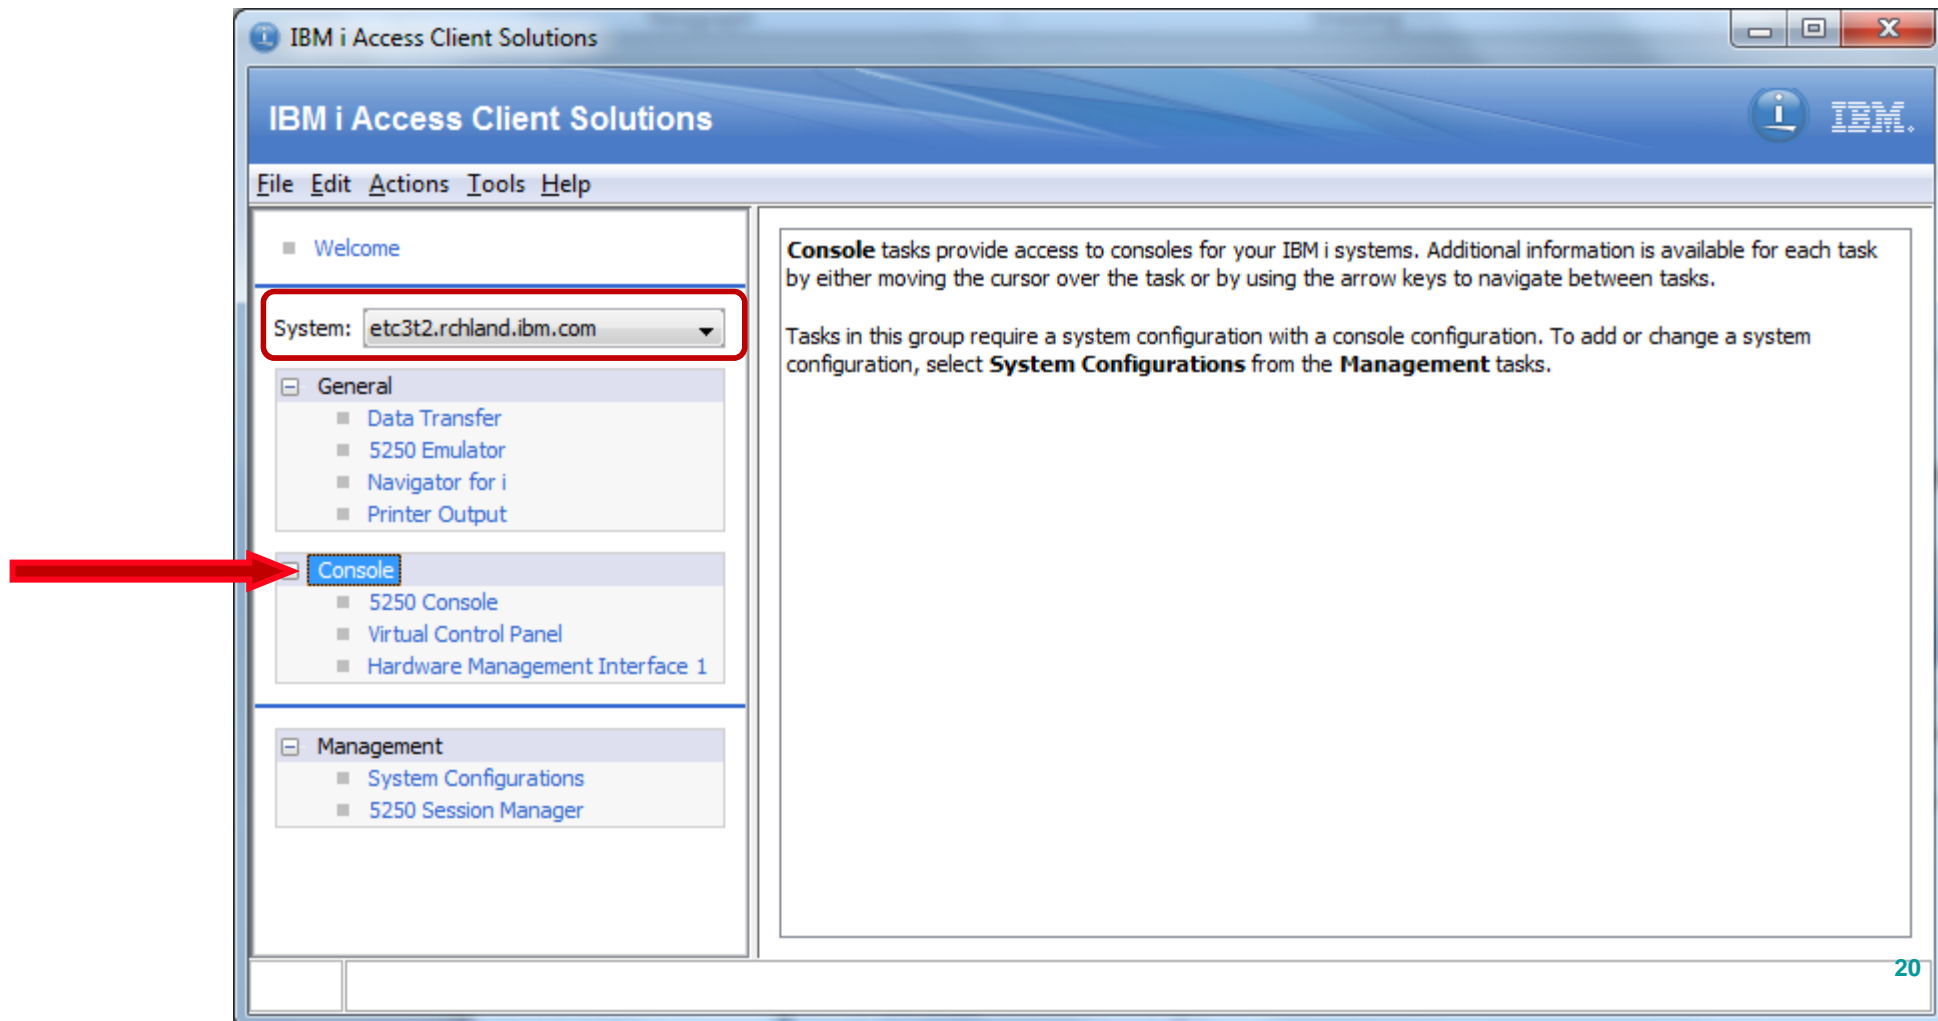 IBM i Access Client Solutions
IBM i Access Client Solutions
IBM.
File Edit Actions Tools Help
Welcome
System: etc3t2.rchland.ibm.com
General
Data Transfer
5250 Emulator
Navigator for i
Printer Output
Console
5250 Console
Virtual Control Panel
Hardware Management Interface 1
Management
System Configurations
5250 Session Manager
Console tasks provide access to consoles for your IBM i systems. Additional information is available for each task
by either moving the cursor over the task or by using the arrow keys to navigate between tasks.
Tasks in this group require a system configuration with a console configuration. To add or change a system
configuration, select System Configurations from the Management tasks.
20